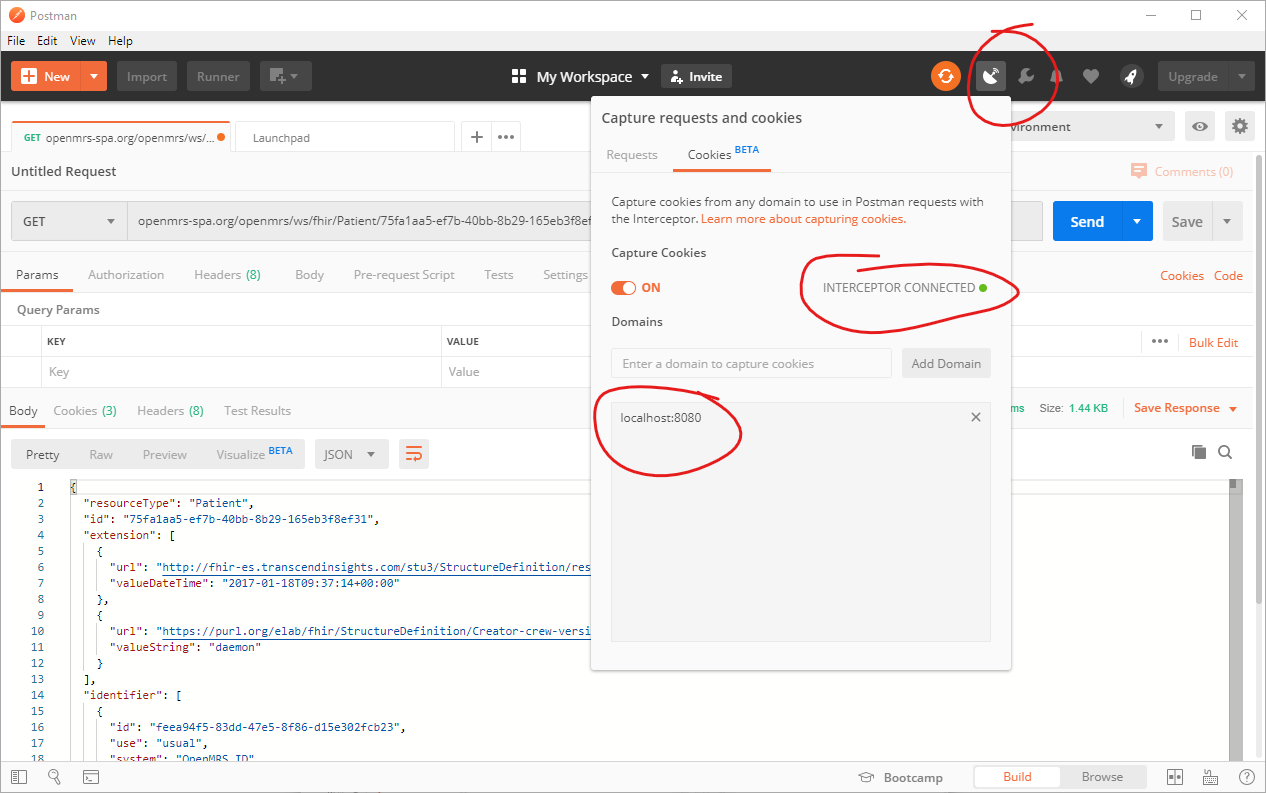 Postman
File Edit View Help
New Import Runner My Workspace Invite Upgrade
GET openmrs-spa.org/openmrs/ws/... Launchpad
Untitled Request
Comments (0)
GET openmrs-spa.org/openmrs/ws/fhir/Patient/75fa1aa5-ef7b-40bb-8b29-165eb3f8ef
Send Save
Params Authorization Headers (8) Body Pre-request Script Tests Settings
Cookies Code
Query Params
KEY VALUE
Bulk Edit
Key Value
Body Cookies (3) Headers (8) Test Results
ms Size: 1.44 KB Save Response
Pretty Raw Preview Visualize BETA JSON
1 {
2 "resourceType": "Patient",
3 "id": "75fa1aa5-ef7b-40bb-8b29-165eb3f8ef31",
4 "extension": [
5 {
6 "url": "http://fhir-es.transcendinsights.com/stu3/StructureDefinition/res
7 "valueDateTime": "2017-01-18T09:37:14+00:00"
8 },
9 {
10 "url": "https://purl.org/elab/fhir/StructureDefinition/Creator-crew-versi
11 "valueString": "daemon"
12 }
13 ],
14 "identifier": [
15 {
16 "id": "feea94f5-83dd-47e5-8f86-d15e302fcb23",
17 "use": "usual",
18 "system": "OpenMRS ID"
Capture requests and cookies
Requests Cookies BETA
Capture cookies from any domain to use in Postman requests with
the Interceptor. Learn more about capturing cookies.
Capture Cookies
ON INTERCEPTOR CONNECTED
Domains
Enter a domain to capture cookies Add Domain
localhost:8080
Bootcamp Build Browse